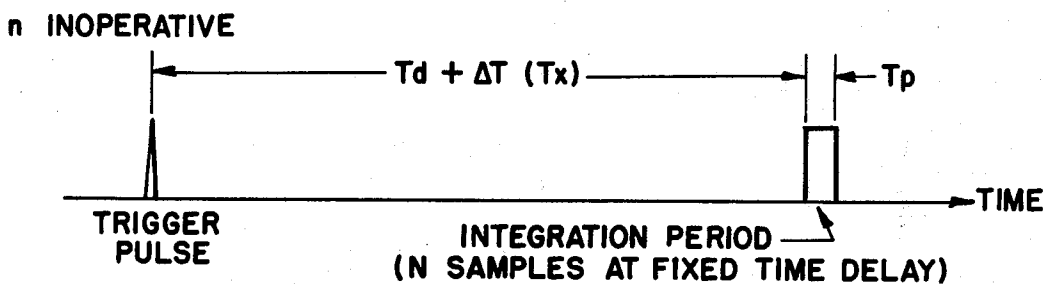 n INOPERATIVE
Td + ΔT (Tx)
Tp
TIME
TRIGGER
PULSE
INTEGRATION PERIOD
(N SAMPLES AT FIXED TIME DELAY)